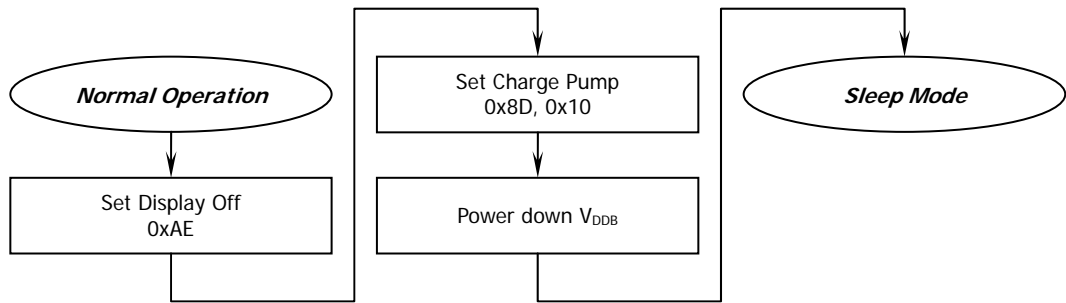 Normal Operation
Set Display Off
0xAE
Set Charge Pump
0x8D, 0x10
Power down VDDB
Sleep Mode